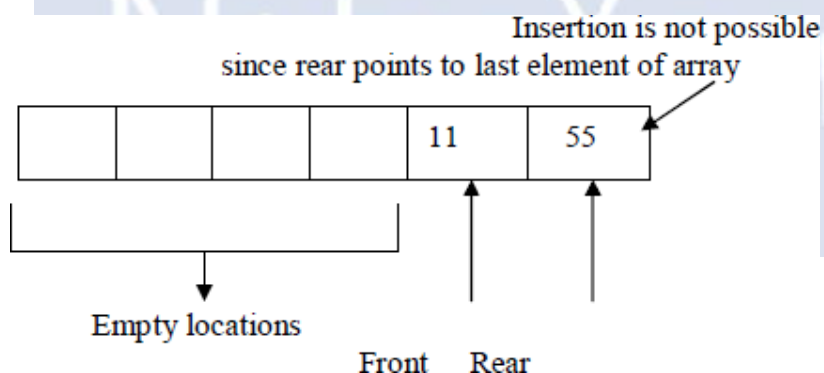 Insertion is not possible
since rear points to last element of array
11 55
Empty locations
Front Rear